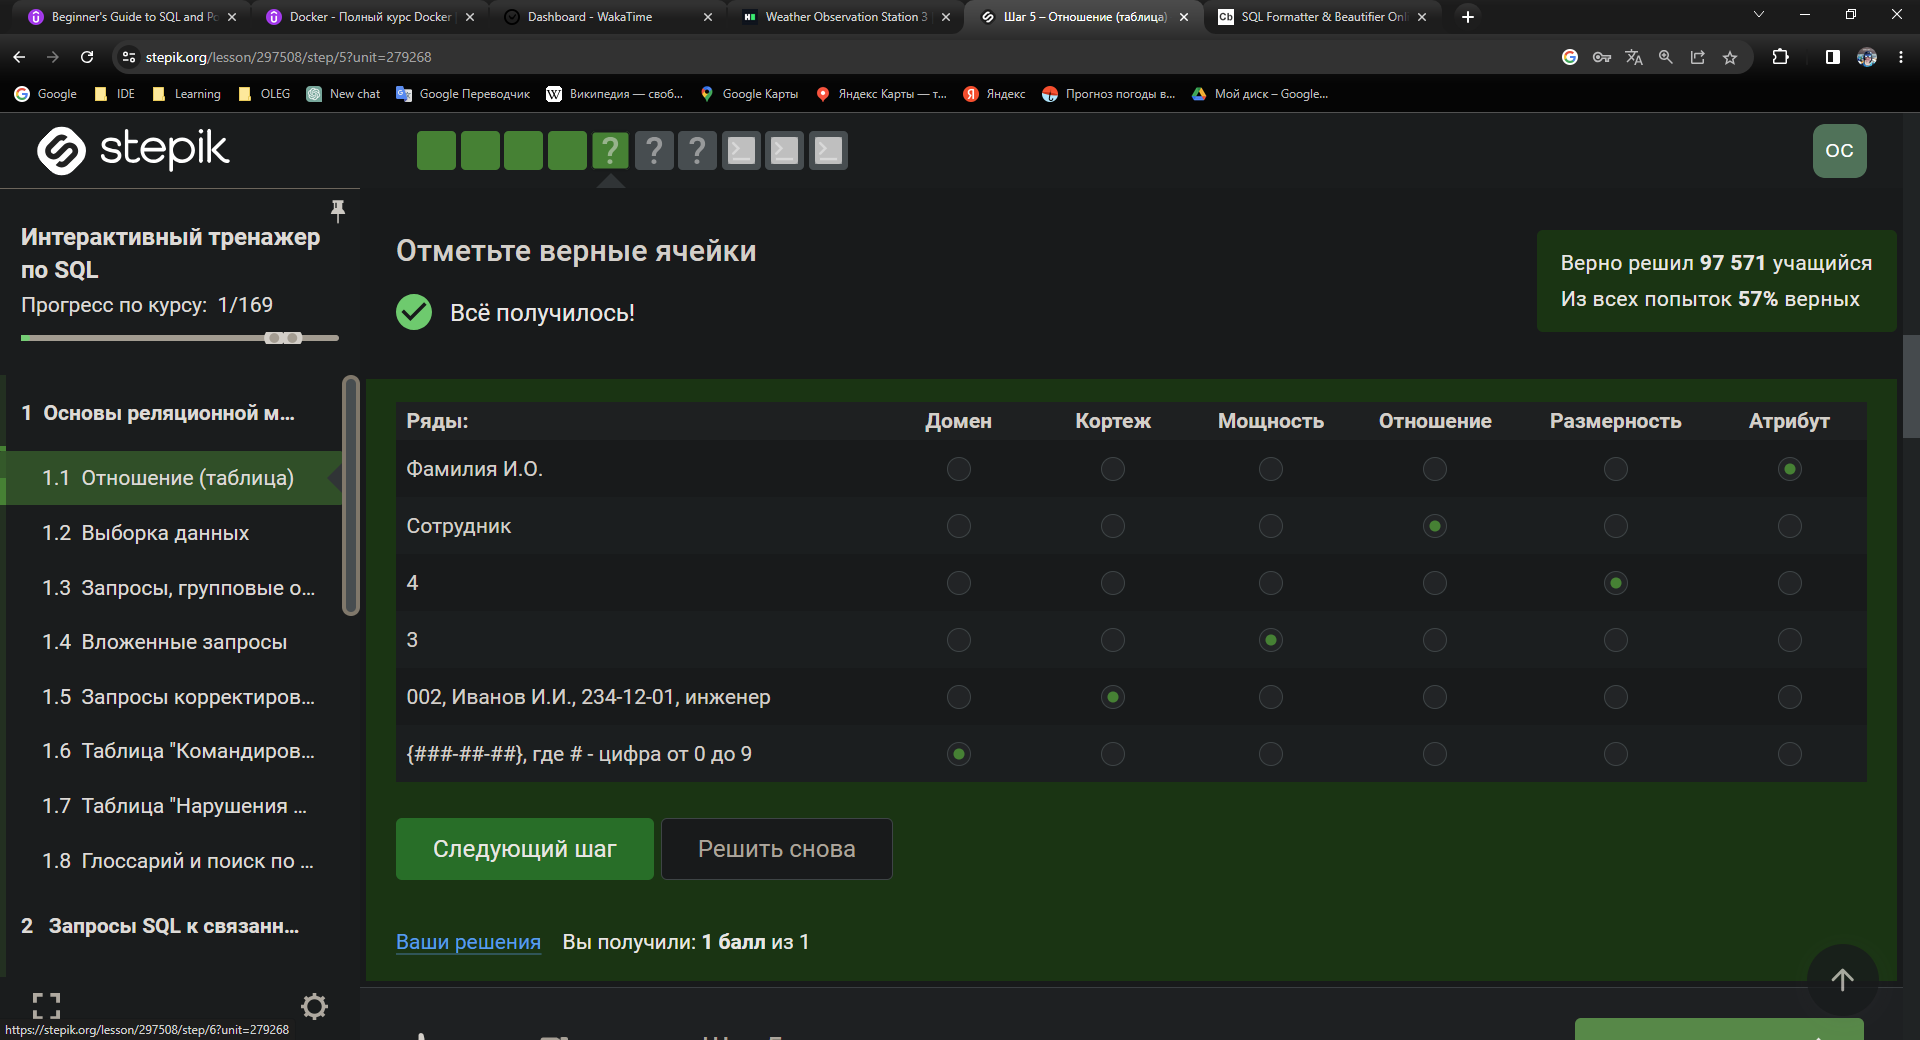 Beginner's Guide to SQL and Po
Docker - Полный курс Docker
Dashboard - WakaTime
Weather Observation Station 3
Шаг 5 – Отношение (таблица)
Cb SQL Formatter & Beautifier Onli
stepik.org/lesson/297508/step/5?unit=279268
Google
IDE
Learning
OLEG
New chat
Google Переводчик
W Википедия — своб...
Google Карты
Яндекс Карты — т...
Я Яндекс
Прогноз погоды в...
Мой диск – Google...
stepik
? ? ?
OC
Интерактивный тренажер
по SQL
Прогресс по курсу: 1/169
1 Основы реляционной м...
1.1 Отношение (таблица)
1.2 Выборка данных
1.3 Запросы, групповые о...
1.4 Вложенные запросы
1.5 Запросы корректиров...
1.6 Таблица "Командиров...
1.7 Таблица "Нарушения ...
1.8 Глоссарий и поиск по ...
2 Запросы SQL к связанн...
Отметьте верные ячейки
Всё получилось!
Верно решил 97 571 учащийся
Из всех попыток 57% верных
Ряды: Домен Кортеж Мощность Отношение Размерность Атрибут
Фамилия И.О.
Сотрудник
4
3
002, Иванов И.И., 234-12-01, инженер
{###-##-##}, где # - цифра от 0 до 9
Следующий шаг
Решить снова
Ваши решения Вы получили: 1 балл из 1
https://stepik.org/lesson/297508/step/6?unit=279268